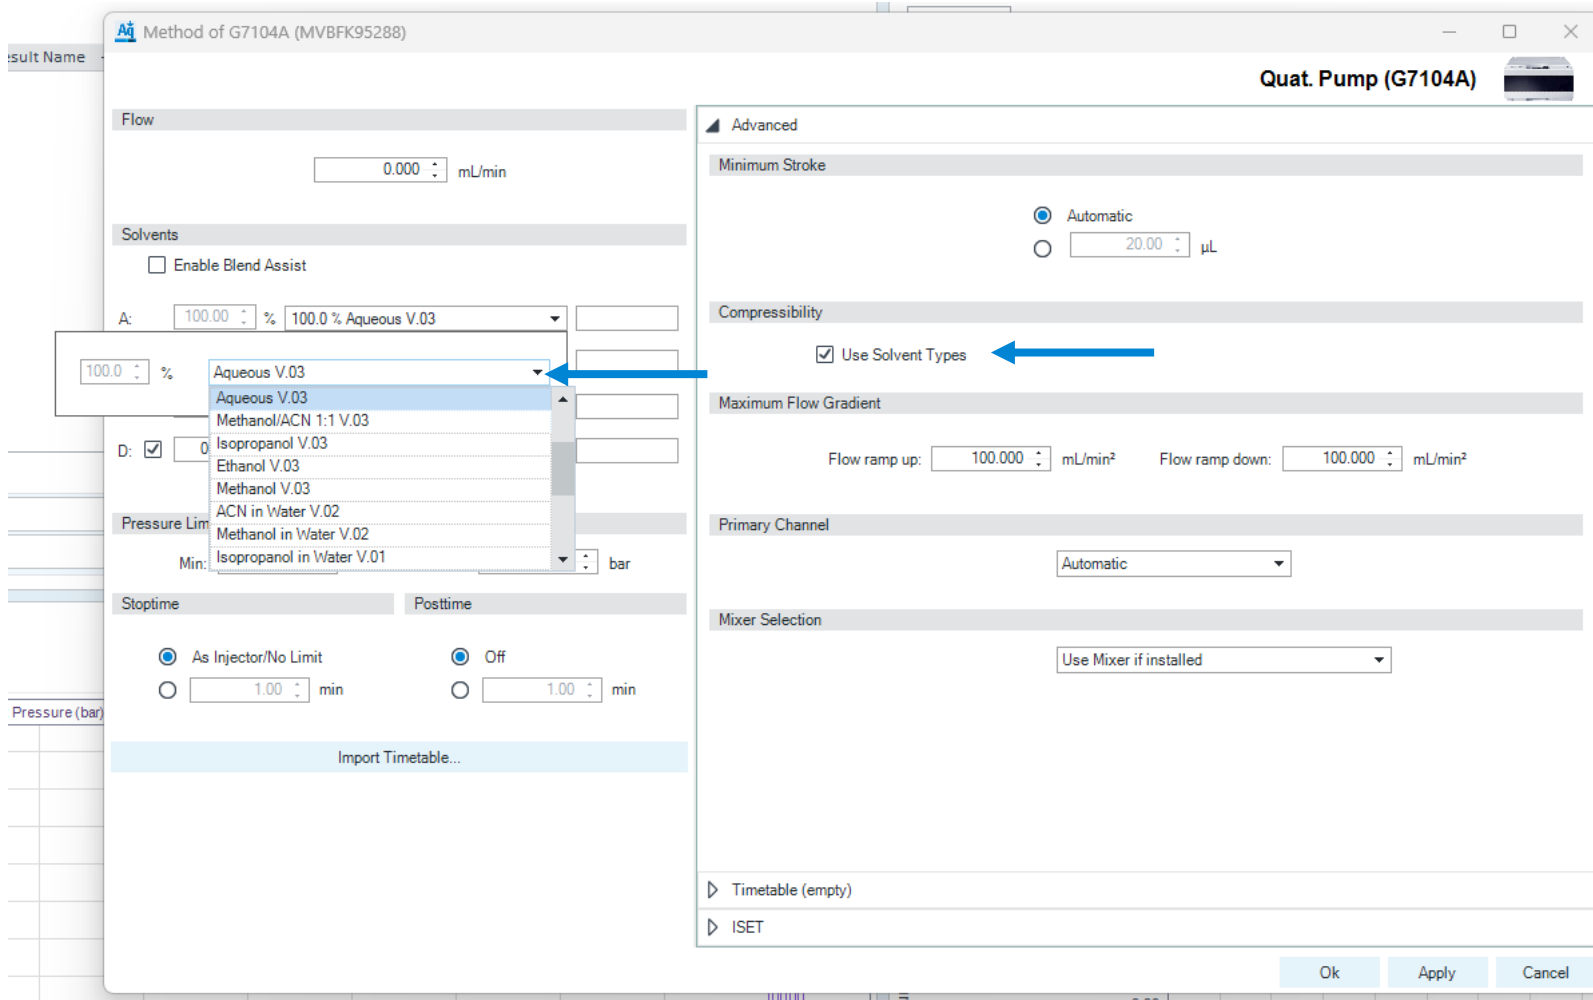 Method of G7104A (MVBFK95288)
Result Name
Quat. Pump (G7104A)
Flow
0.000 mL/min
Solvents
Enable Blend Assist
A: 100.00 % 100.0 % Aqueous V.03
100.0 % Aqueous V.03
Aqueous V.03
Methanol/ACN 1:1 V.03
Isopropanol V.03
Ethanol V.03
Methanol V.03
ACN in Water V.02
Methanol in Water V.02
Isopropanol in Water V.01
D: 0
Pressure Lim
Min: bar
Stoptime
As Injector/No Limit
1.00 min
Posttime
Off
1.00 min
Import Timetable...
Pressure (bar)
Advanced
Minimum Stroke
Automatic
20.00 µL
Compressibility
Use Solvent Types
Maximum Flow Gradient
Flow ramp up: 100.000 mL/min² Flow ramp down: 100.000 mL/min²
Primary Channel
Automatic
Mixer Selection
Use Mixer if installed
Timetable (empty)
ISET
Ok Apply Cancel